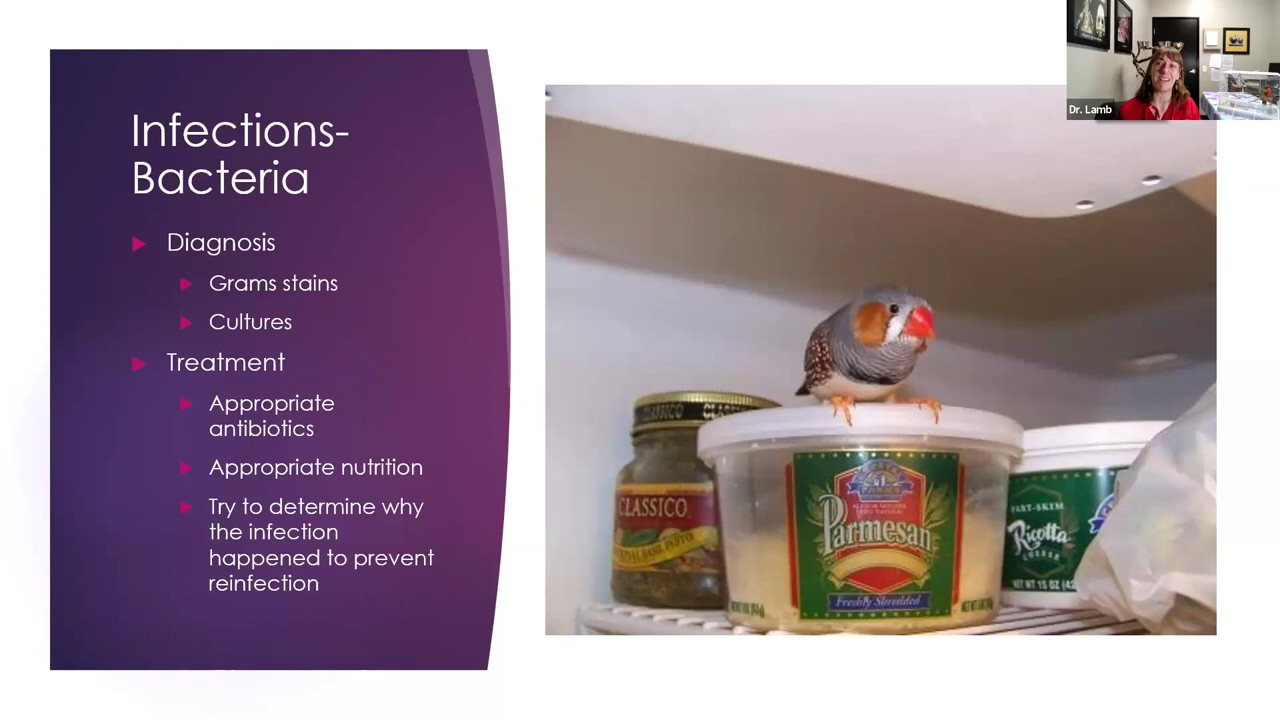 Infections-
Bacteria
Diagnosis
Grams stains
Cultures
Treatment
Appropriate
antibiotics
Appropriate nutrition
Try to determine why
the infection
happened to prevent
reinfection
Dr. Lamb
CLASSICO
CLASSICO
Parmesan
Freshly Shredded
PART-SKIM
Ricotta
CHEESE